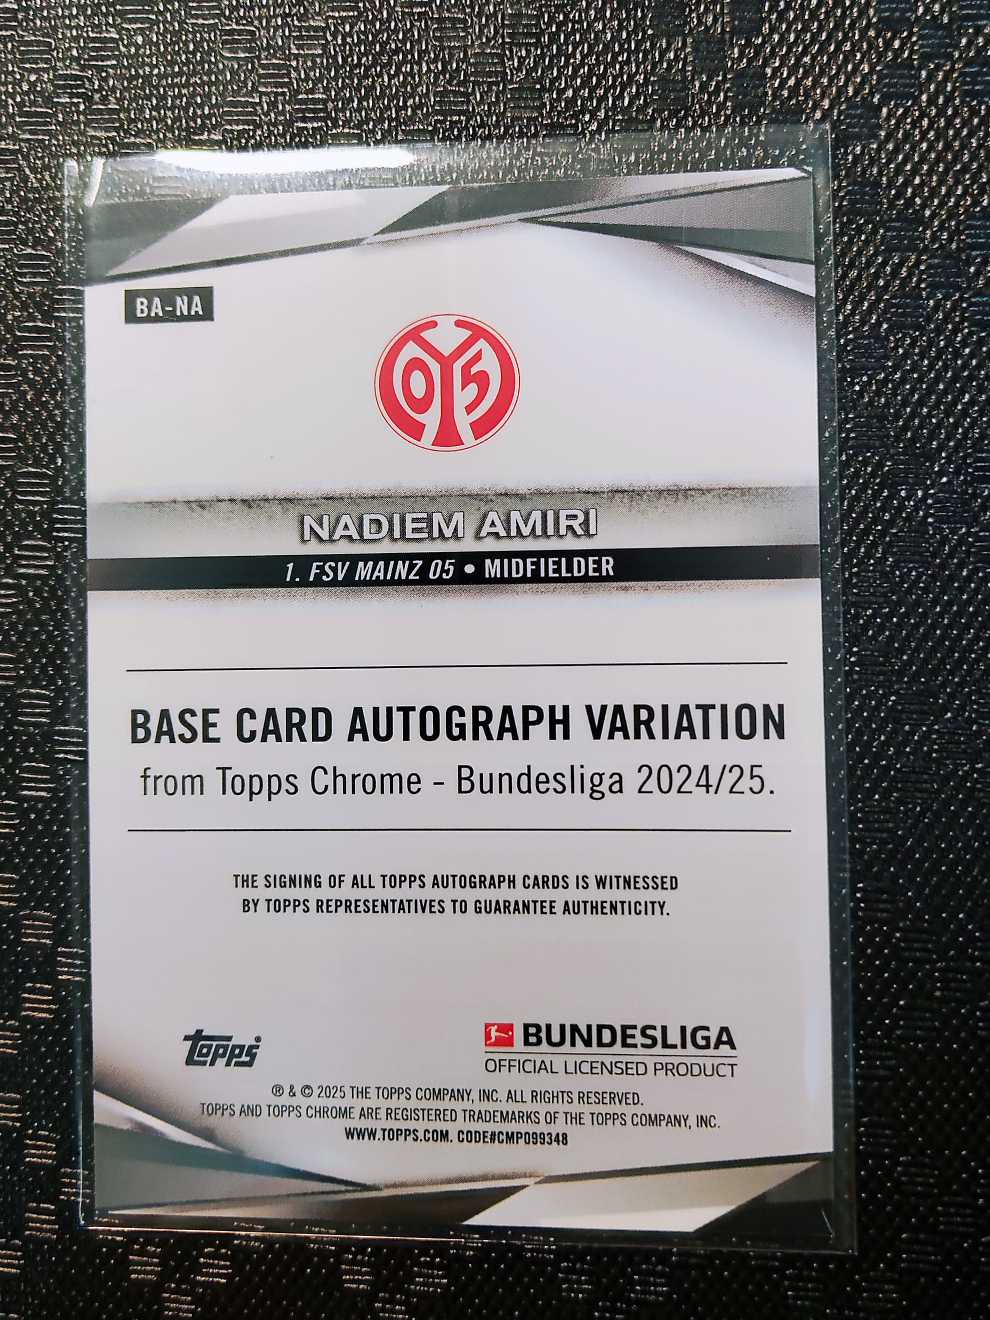 BA-NA
05
NADIEM AMIRI
1. FSV MAINZ 05 • MIDFIELDER
BASE CARD AUTOGRAPH VARIATION
from Topps Chrome - Bundesliga 2024/25.
THE SIGNING OF ALL TOPPS AUTOGRAPH CARDS IS WITNESSED
BY TOPPS REPRESENTATIVES TO GUARANTEE AUTHENTICITY.
topps
BUNDESLIGA
OFFICIAL LICENSED PRODUCT
® & © 2025 THE TOPPS COMPANY, INC. ALL RIGHTS RESERVED.
TOPPS AND TOPPS CHROME ARE REGISTERED TRADEMARKS OF THE TOPPS COMPANY, INC.
WWW.TOPPS.COM. CODE#CMP099348